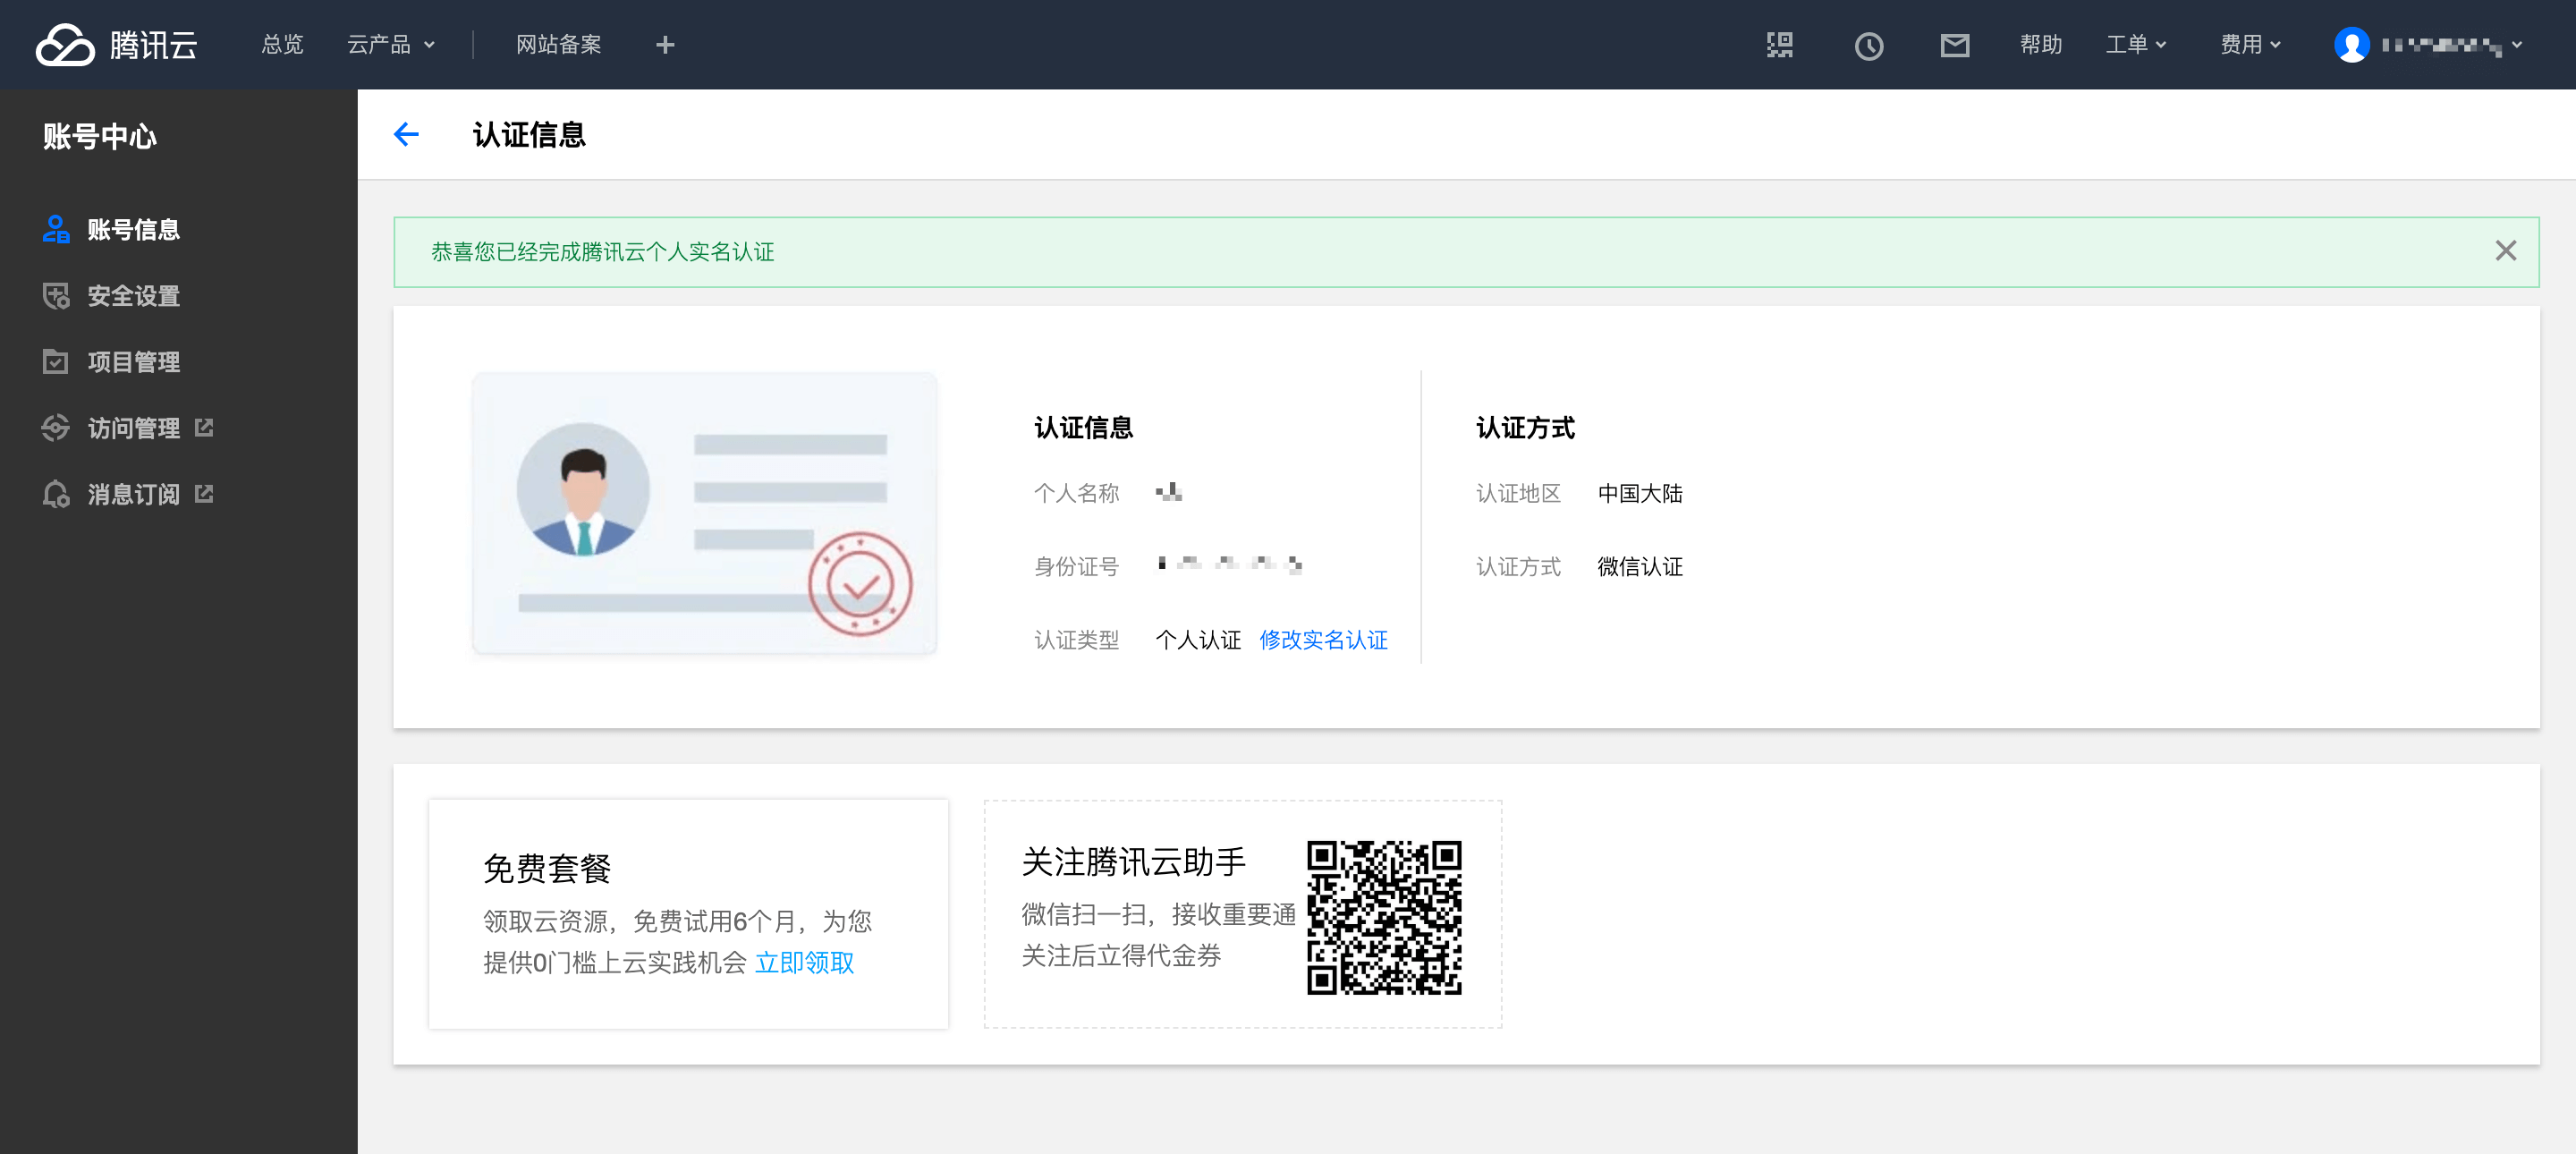 腾讯云
总览
云产品
网站备案
帮助
工单
费用
账号中心
账号信息
安全设置
项目管理
访问管理
消息订阅
认证信息
恭喜您已经完成腾讯云个人实名认证
认证信息
个人名称
身份证号
认证类型 个人认证 修改实名认证
认证方式
认证地区 中国大陆
认证方式 微信认证
免费套餐
领取云资源，免费试用6个月，为您
提供0门槛上云实践机会 立即领取
关注腾讯云助手
微信扫一扫，接收重要通
关注后立得代金券